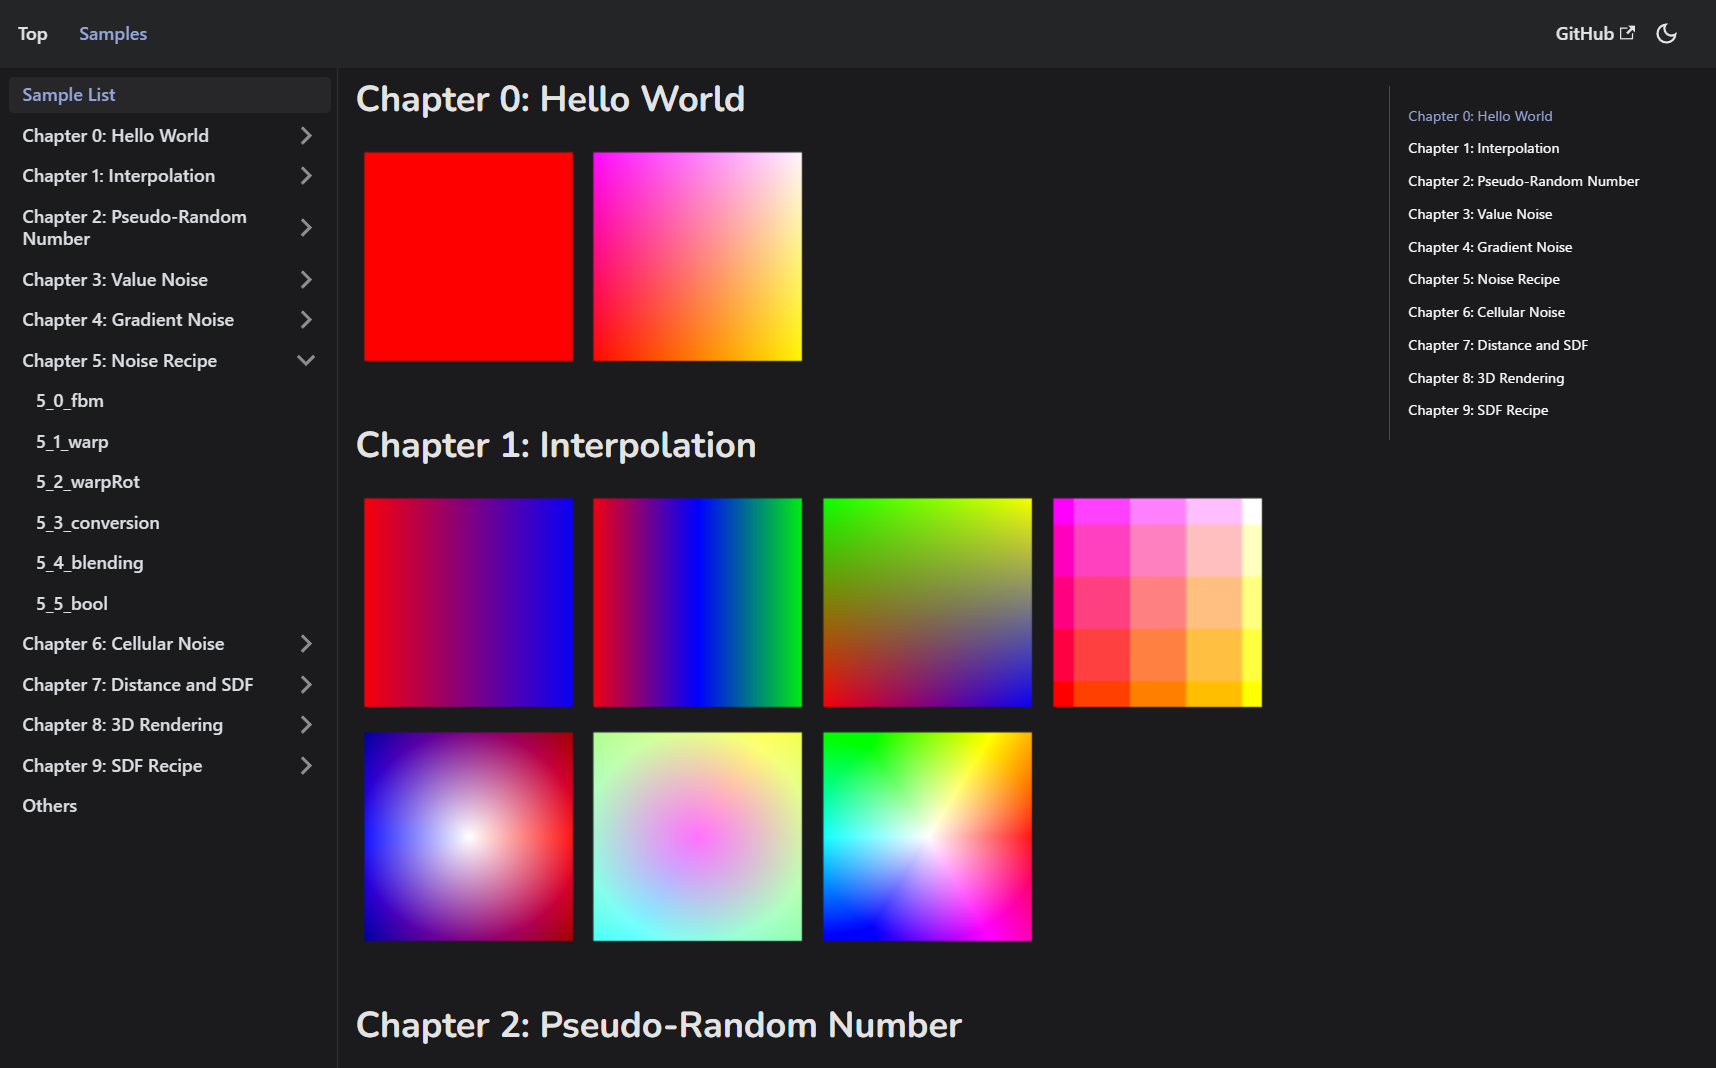 Top
Samples
GitHub
Sample List
Chapter 0: Hello World
Chapter 1: Interpolation
Chapter 2: Pseudo-Random
Number
Chapter 3: Value Noise
Chapter 4: Gradient Noise
Chapter 5: Noise Recipe
5_0_fbm
5_1_warp
5_2_warpRot
5_3_conversion
5_4_blending
5_5_bool
Chapter 6: Cellular Noise
Chapter 7: Distance and SDF
Chapter 8: 3D Rendering
Chapter 9: SDF Recipe
Others
Chapter 0: Hello World
Chapter 1: Interpolation
Chapter 2: Pseudo-Random Number
Chapter 0: Hello World
Chapter 1: Interpolation
Chapter 2: Pseudo-Random Number
Chapter 3: Value Noise
Chapter 4: Gradient Noise
Chapter 5: Noise Recipe
Chapter 6: Cellular Noise
Chapter 7: Distance and SDF
Chapter 8: 3D Rendering
Chapter 9: SDF Recipe